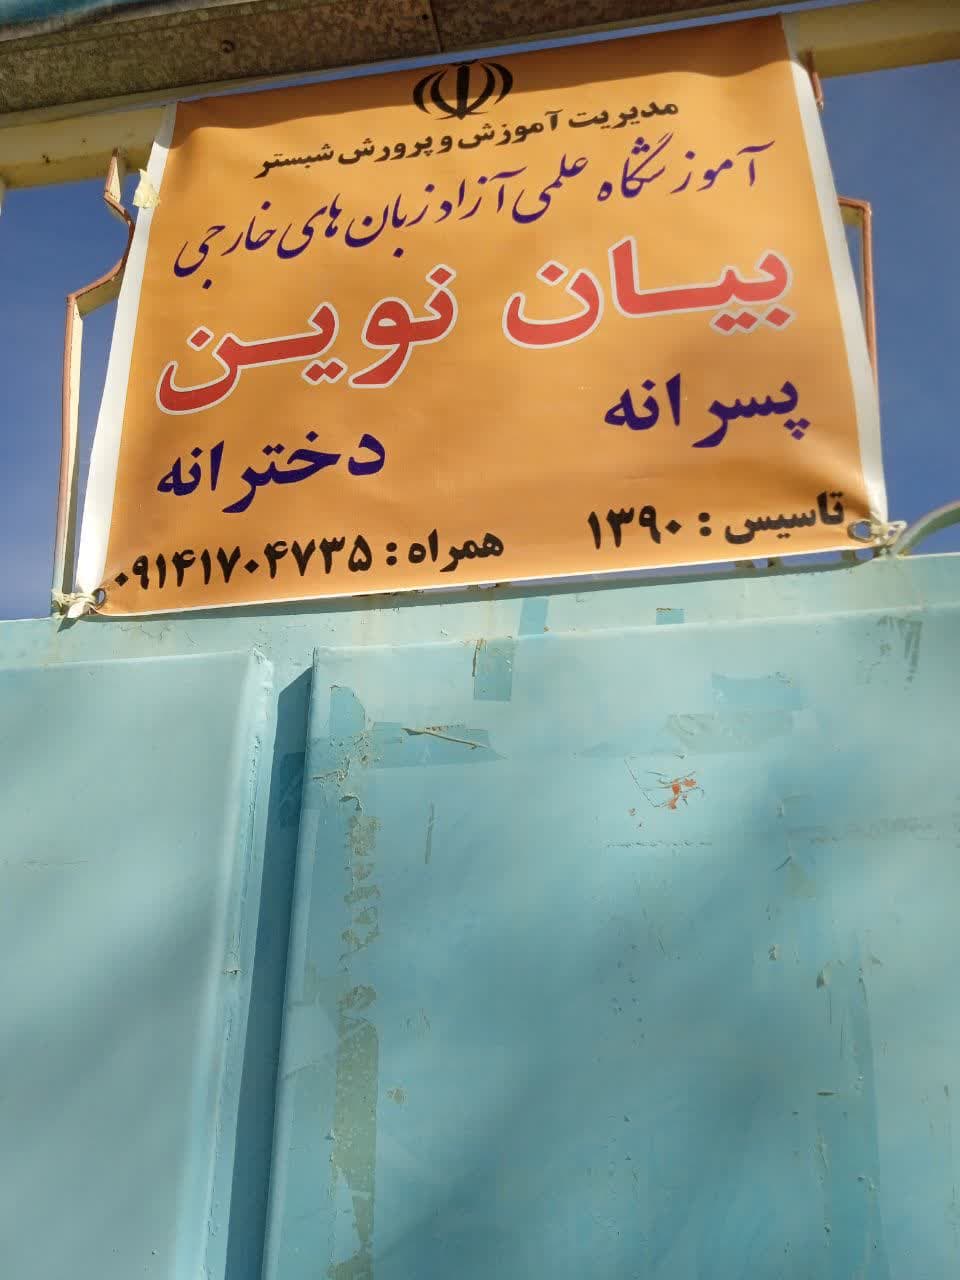 مدیریت آموزش و پرورش شبستر
آموزشگاه علمی آزاد زبان های خارجی
بیان نوین
پسرانه دخترانه
تاسیس : ۱۳۹۰ همراه : ۰۹۱۴۱۷۰۴۷۳۵